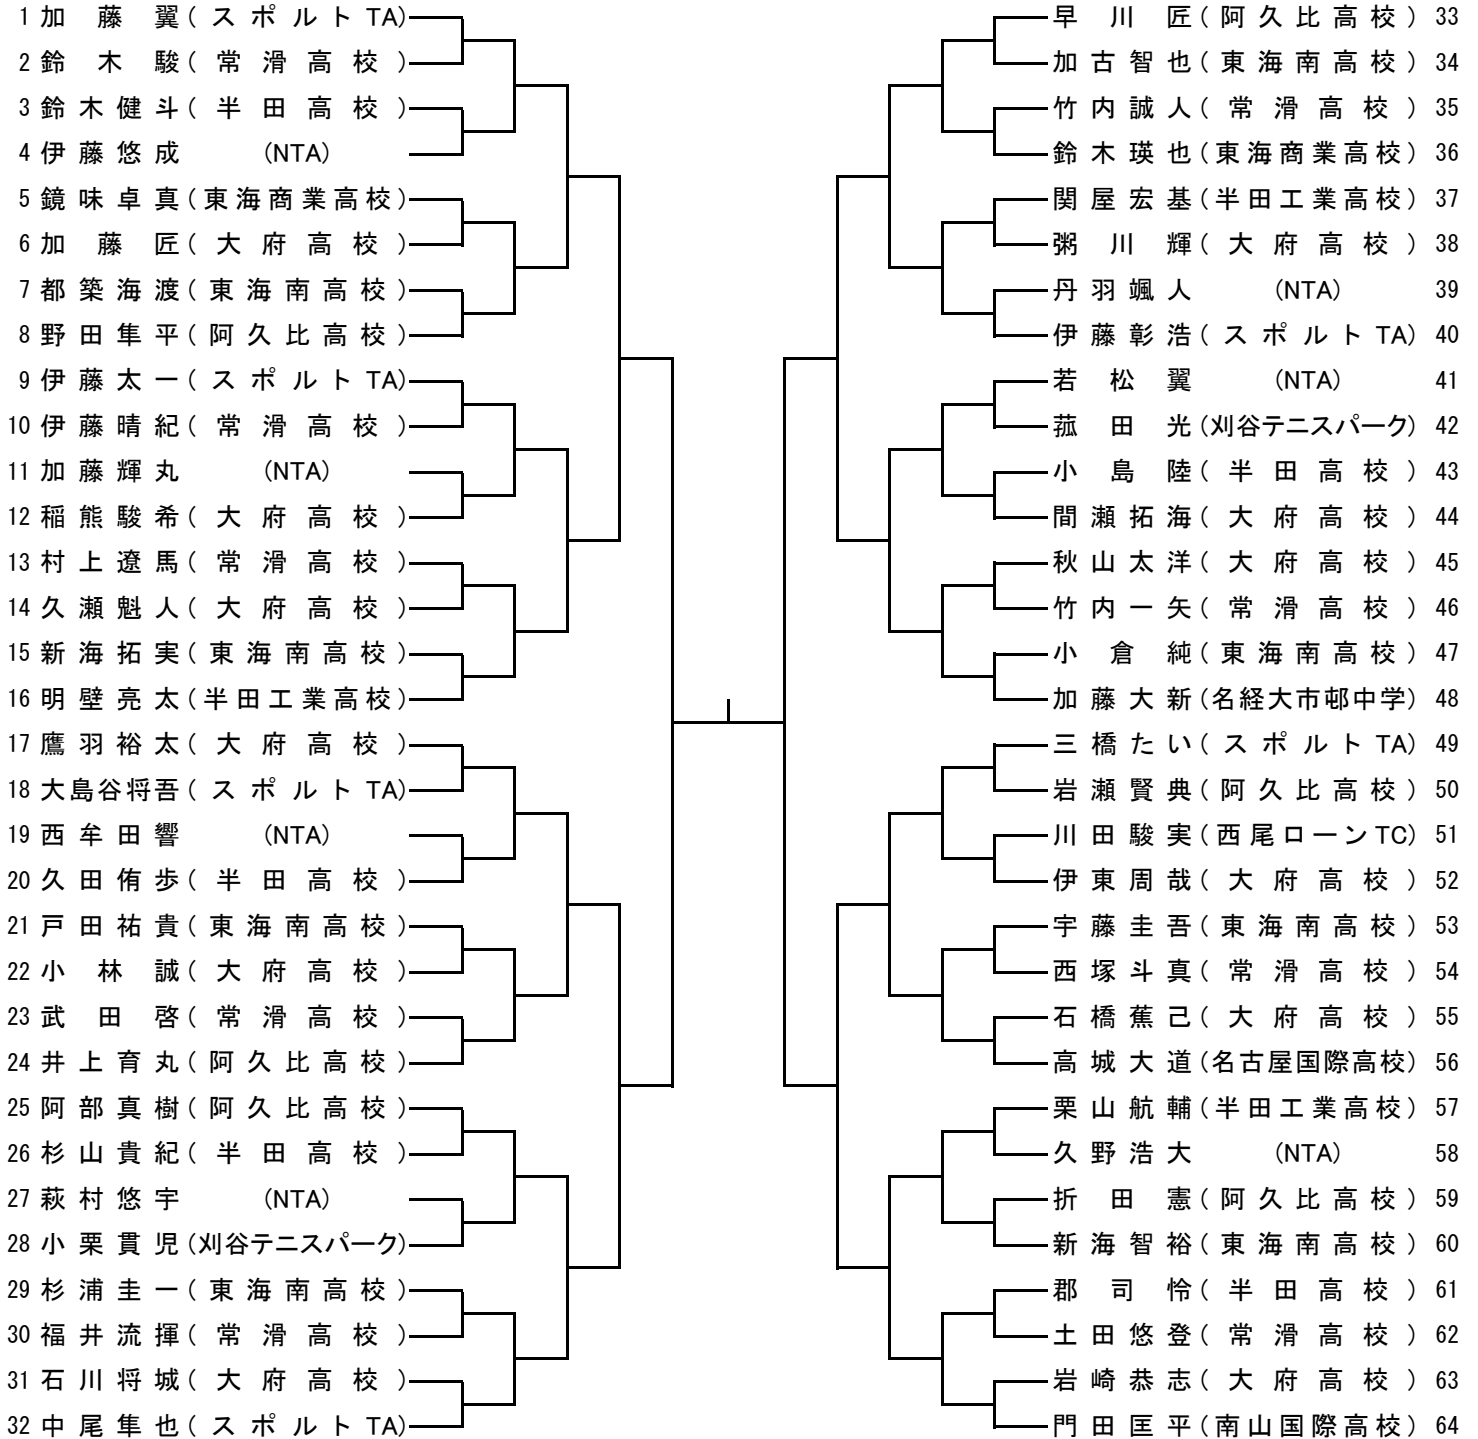 1 加藤翼(スポルトTA)
2 鈴木駿(常滑高校)
3 鈴木健斗(半田高校)
4 伊藤悠成 (NTA)
5 鏡味卓真(東海商業高校)
6 加藤匠(大府高校)
7 都築海渡(東海南高校)
8 野田隼平(阿久比高校)
9 伊藤太一(スポルトTA)
10 伊藤晴紀(常滑高校)
11 加藤輝丸 (NTA)
12 稲熊駿希(大府高校)
13 村上遼馬(常滑高校)
14 久瀬魁人(大府高校)
15 新海拓実(東海南高校)
16 明壁亮太(半田工業高校)
17 鷹羽裕太(大府高校)
18 大島谷将吾(スポルトTA)
19 西牟田響 (NTA)
20 久田侑歩(半田高校)
21 戸田祐貴(東海南高校)
22 小林誠(大府高校)
23 武田啓(常滑高校)
24 井上育丸(阿久比高校)
25 阿部真樹(阿久比高校)
26 杉山貴紀(半田高校)
27 萩村悠宇 (NTA)
28 小栗貫児(刈谷テニスパーク)
29 杉浦圭一(東海南高校)
30 福井流揮(常滑高校)
31 石川将城(大府高校)
32 中尾隼也(スポルトTA)
早川匠(阿久比高校) 33
加古智也(東海南高校) 34
竹内誠人(常滑高校) 35
鈴木瑛也(東海商業高校) 36
関屋宏基(半田工業高校) 37
粥川輝(大府高校) 38
丹羽颯人 (NTA) 39
伊藤彰浩(スポルトTA) 40
若松翼 (NTA) 41
菰田光(刈谷テニスパーク) 42
小島陸(半田高校) 43
間瀬拓海(大府高校) 44
秋山太洋(大府高校) 45
竹内一矢(常滑高校) 46
小倉純(東海南高校) 47
加藤大新(名経大市邨中学) 48
三橋たい(スポルトTA) 49
岩瀬賢典(阿久比高校) 50
川田駿実(西尾ローンTC) 51
伊東周哉(大府高校) 52
宇藤圭吾(東海南高校) 53
西塚斗真(常滑高校) 54
石橋蕉己(大府高校) 55
高城大道(名古屋国際高校) 56
栗山航輔(半田工業高校) 57
久野浩大 (NTA) 58
折田憲(阿久比高校) 59
新海智裕(東海南高校) 60
郡司怜(半田高校) 61
土田悠登(常滑高校) 62
岩崎恭志(大府高校) 63
門田匡平(南山国際高校) 64